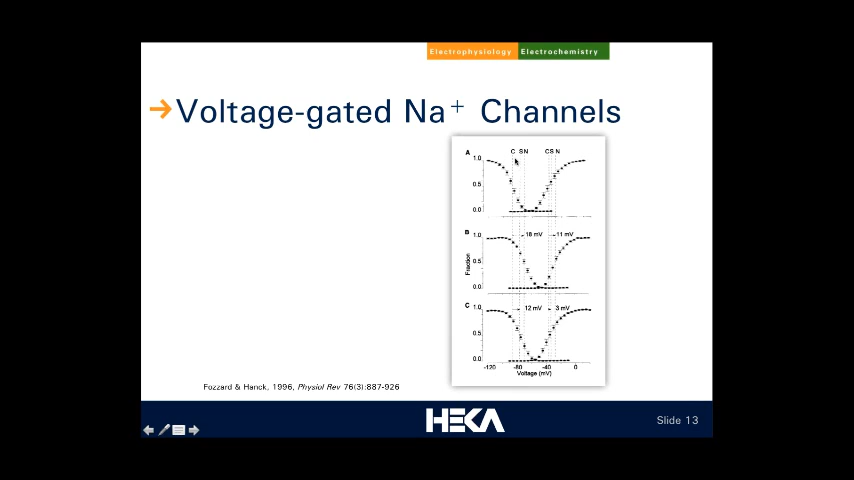 Electrophysiology Electrochemistry
Voltage-gated Na+ Channels
A
C S N CS N
1.0
0.5
0.0
B
18 mV 11 mV
1.0
0.5
0.0
Fraction
C
12 mV 3 mV
1.0
0.5
0.0
-120 -80 -40 0
Voltage (mV)
Fozzard & Hanck, 1996, Physiol Rev 76(3):887-926
HEKA
Slide 13